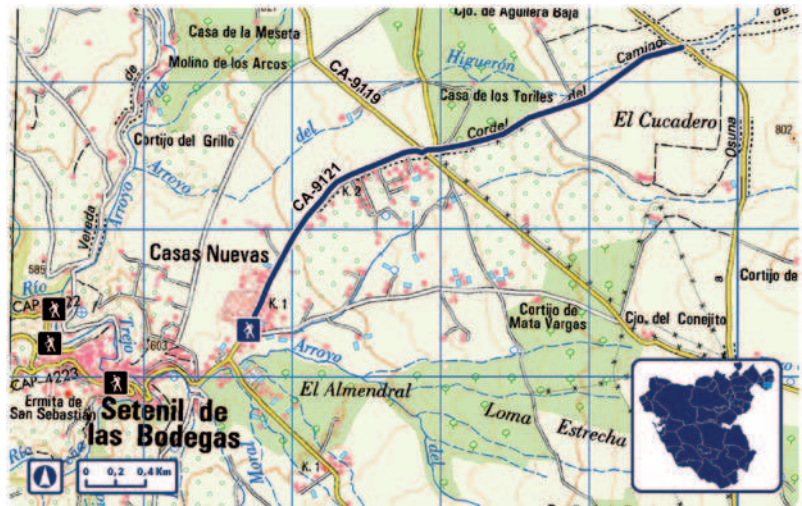 Cjo. de Aguilera Baja
Casa de la Meseta
de
Camino
Molino de los Arcos
Higuerón
CA-9119
Casa de los Toriles
del
de
Cortijo del Grillo
del
Cordel
El Cucadero
802
Arroyo
Osuna
CA-9121
K. 2
Arroyo
Vereda
Casas Nuevas
585
a
Río
Cortijo de
CAP-4222
K. 1
Cortijo de
Mata Vargas
Cjo. del Conejito
Trejo
603
Arroyo
CAP-4223
El Almendral
Ermita de
San Sebastián
Setenil de
las Bodegas
Loma
Estrecha
Río
Moral
del
K. 1
0 0,2 0,4 Km